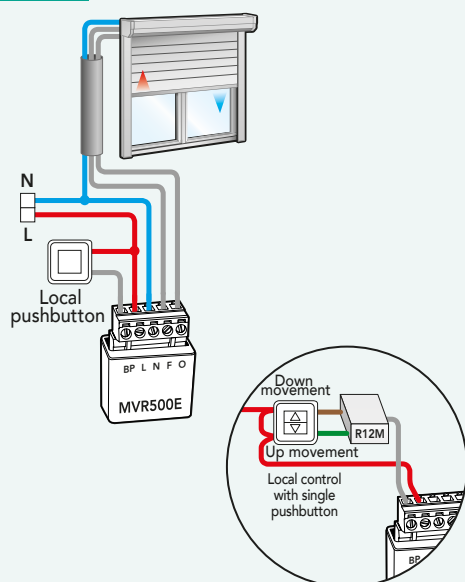 N
L
Local
pushbutton
BP L N F O
MVR500E
Down
movement
R12M
Up movement
Local control
with single
pushbutton
BP